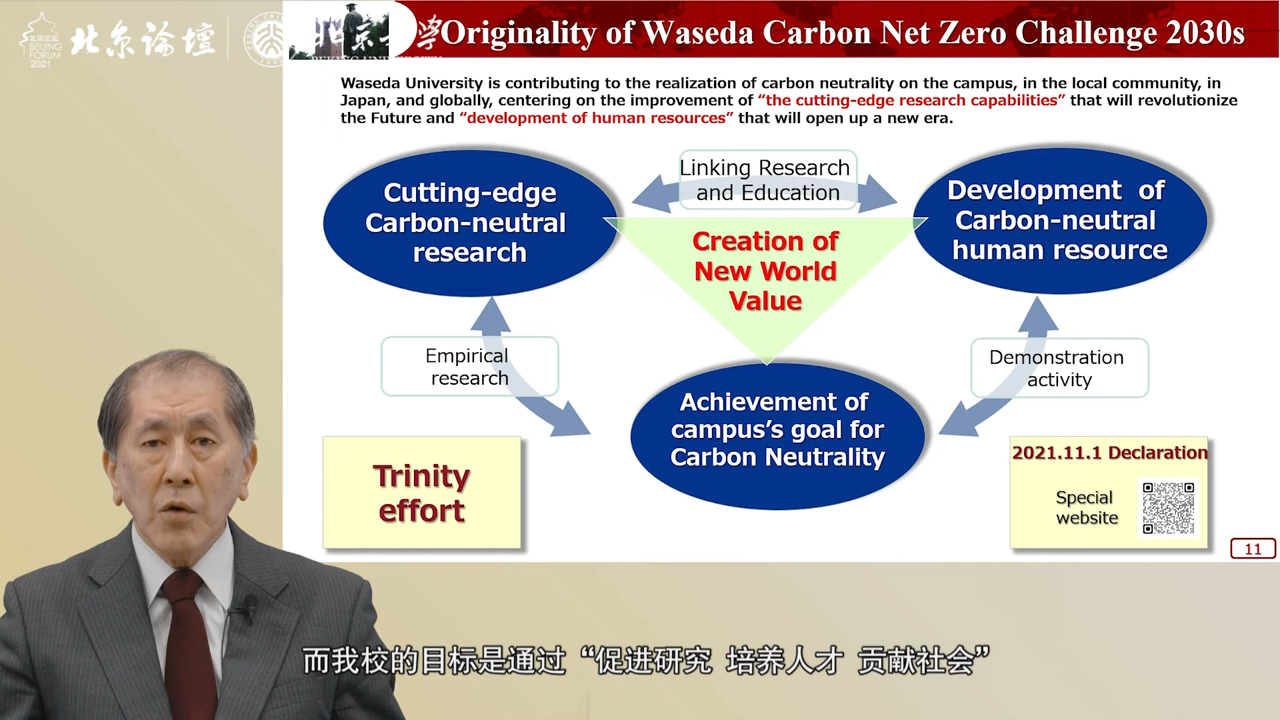 北京论坛
BEIJING
FORUM
2021
学
Originality of Waseda Carbon Net Zero Challenge 2030s
Waseda University is contributing to the realization of carbon neutrality on the campus, in the local community, in
Japan, and globally, centering on the improvement of “the cutting-edge research capabilities” that will revolutionize
the Future and “development of human resources” that will open up a new era.
Cutting-edge
Carbon-neutral
research
Linking Research
and Education
Development of
Carbon-neutral
human resource
Creation of
New World
Value
Empirical
research
Demonstration
activity
Achievement of
campus’s goal for
Carbon Neutrality
Trinity
effort
2021.11.1 Declaration
Special
website
11
而我校的目标是通过“促进研究 培养人才 贡献社会”